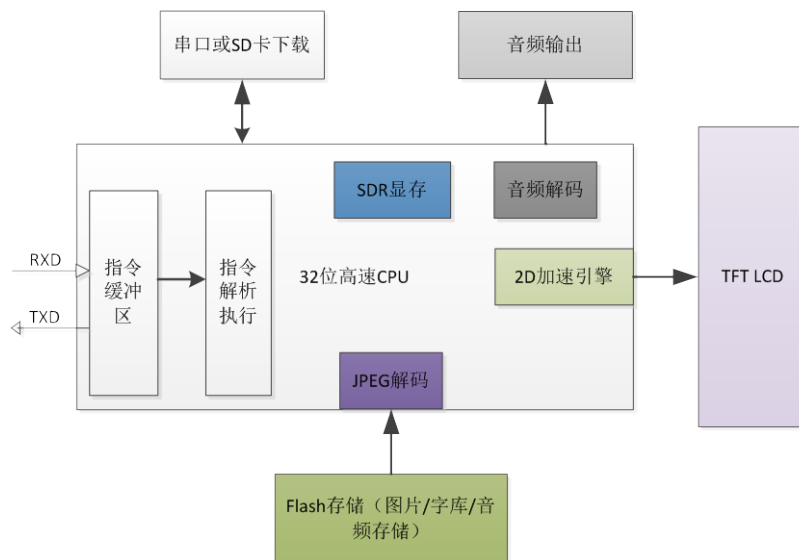 串口或SD卡下载
音频输出
SDR显存
音频解码
RXD
TXD
指令
缓冲
区
指令
解析
执行
32位高速CPU
2D加速引擎
TFT LCD
JPEG解码
Flash存储（图片/字库/音
频存储）